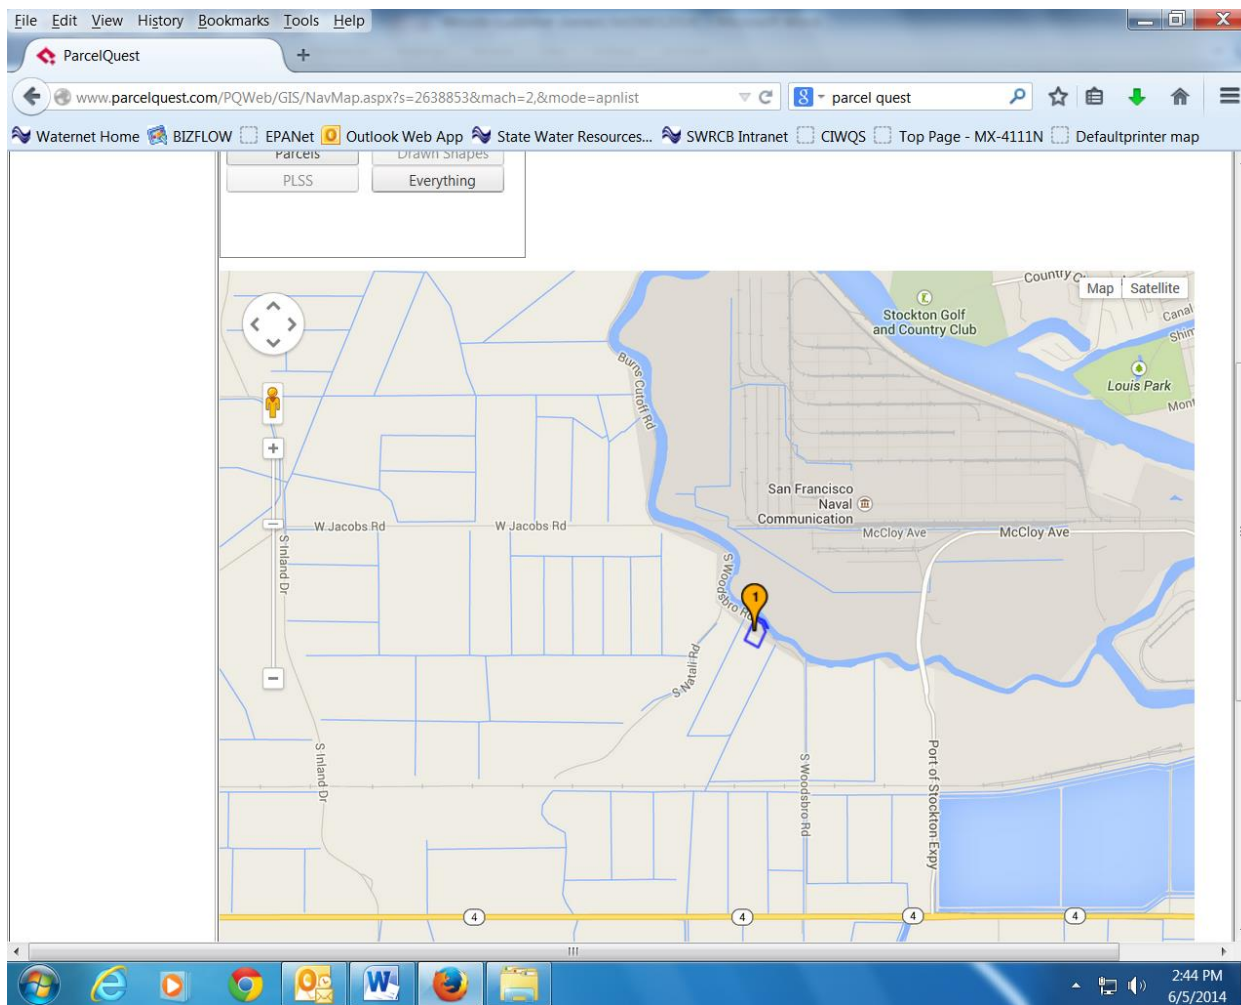 File Edit View History Bookmarks Tools Help
ParcelQuest
www.parcelquest.com/PQWeb/GIS/NavMap.aspx?s=2638853&mach=2,&mode=apnlist
parcel quest
Waternet Home BIZFLOW EPANet Outlook Web App State Water Resources... SWRCB Intranet CIWQS Top Page - MX-4111N Defaultprinter map
Parcels Drawn Shapes
PLSS Everything
Map Satellite
Country
Stockton Golf
and Country Club
Canal
Louis Park
Burns Cutoff Rd
San Francisco
Naval
Communication
McCloy Ave McCloy Ave
W Jacobs Rd W Jacobs Rd
S Inland Dr
S Woodsbro Rd
1
S Natali Rd
S Inland Dr
S Woodsbro Rd
Port of Stockton Expy
4 4 4 4
2:44 PM
6/5/2014